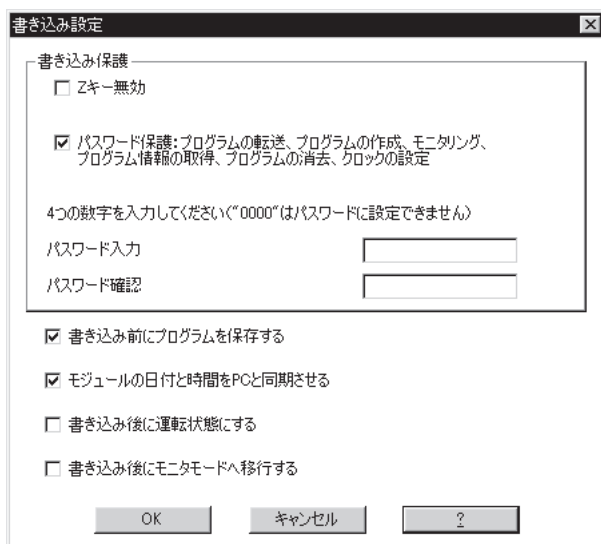 書き込み設定
書き込み保護
Zキー無効
パスワード保護:プログラムの転送、プログラムの作成、モニタリング、
プログラム情報の取得、プログラムの消去、クロックの設定
4つの数字を入力してください("0000"はパスワードに設定できません)
パスワード入力
パスワード確認
書き込み前にプログラムを保存する
モジュールの日付と時間をPCと同期させる
書き込み後に運転状態にする
書き込み後にモニタモードへ移行する
OK キャンセル ?